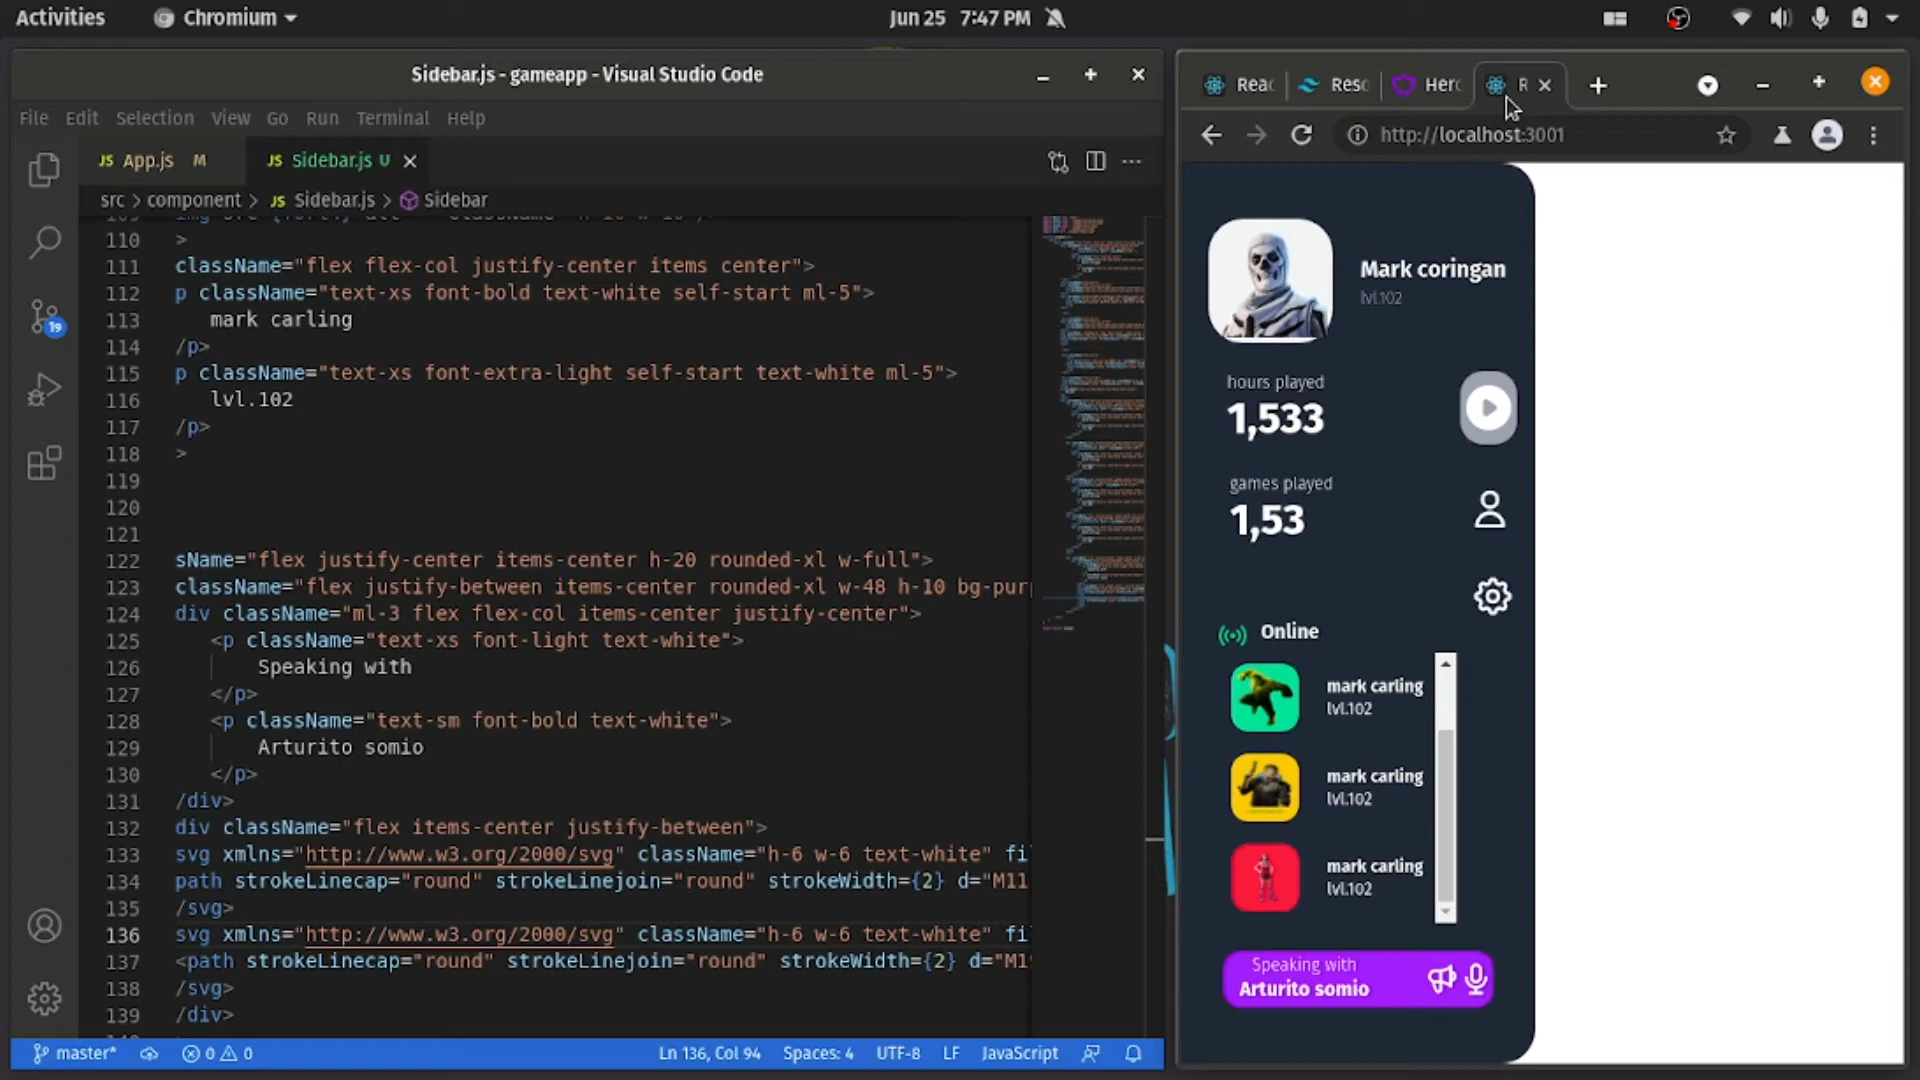 Activities
Chromium
Jun 25 7:47 PM
Sidebar.js - gameapp - Visual Studio Code
File Edit Selection View Go Run Terminal Help
JS App.js M
JS Sidebar.js U
src > component > JS Sidebar.js > Sidebar
110 >
111 className="flex flex-col justify-center items center">
112 p className="text-xs font-bold text-white self-start ml-5">
113 mark carling
114 /p>
115 p className="text-xs font-extra-light self-start text-white ml-5">
116 lvl.102
117 /p>
118 >
119
120
121
122 sName="flex justify-center items-center h-20 rounded-xl w-full">
123 className="flex justify-between items-center rounded-xl w-48 h-10 bg-pur
124 div className="ml-3 flex flex-col items-center justify-center">
125 <p className="text-xs font-light text-white">
126 Speaking with
127 </p>
128 <p className="text-sm font-bold text-white">
129 Arturito somio
130 </p>
131 /div>
132 div className="flex items-center justify-between">
133 svg xmlns="http://www.w3.org/2000/svg" className="h-6 w-6 text-white" fi
134 path strokeLinecap="round" strokeLinejoin="round" strokeWidth={2} d="M11
135 /svg>
136 svg xmlns="http://www.w3.org/2000/svg" className="h-6 w-6 text-white" fi
137 <path strokeLinecap="round" strokeLinejoin="round" strokeWidth={2} d="M1
138 /svg>
139 /div>
19
master* 0 0
Ln 136, Col 94 Spaces: 4 UTF-8 LF JavaScript
Reac Reso Hero R
http://localhost:3001
Mark coringan
lvl.102
hours played
1,533
games played
1,53
Online
mark carling
lvl.102
mark carling
lvl.102
mark carling
lvl.102
Speaking with
Arturito somio